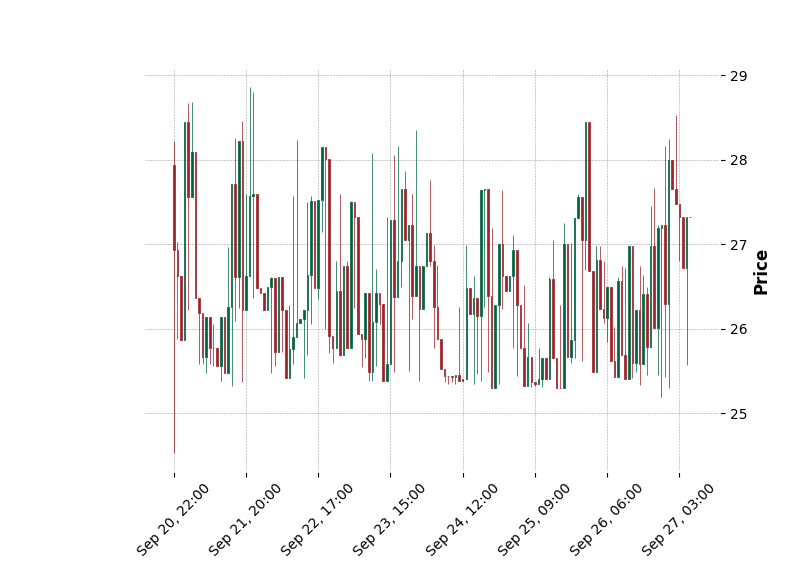 29
28
27
26
25
Price
Sep 20, 22:00
Sep 21, 20:00
Sep 22, 17:00
Sep 23, 15:00
Sep 24, 12:00
Sep 25, 09:00
Sep 26, 06:00
Sep 27, 03:00